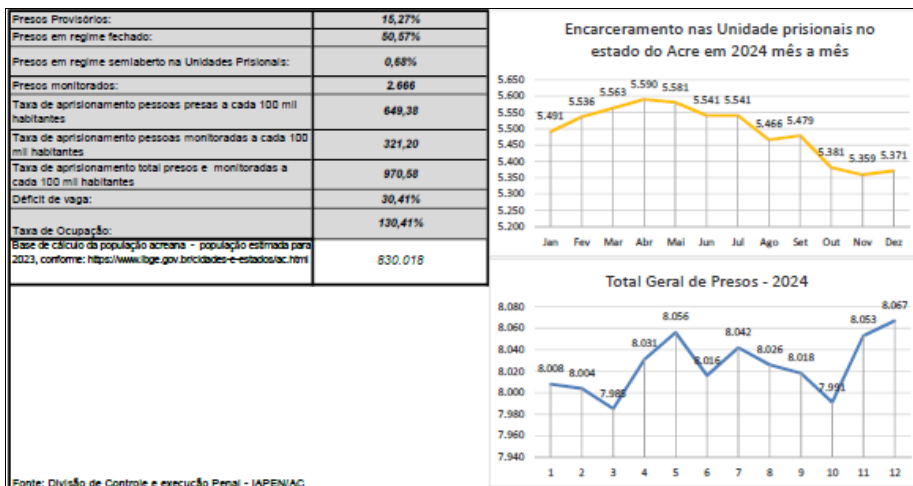 Presos Provisórios: 15,27%
Presos em regime fechado: 50,57%
Presos em regime semiaberto na Unidades Prisionais: 0,68%
Presos monitorados: 2.666
Taxa de aprisionamento pessoas presas a cada 100 mil
habitantes 649,38
Taxa de aprisionamento pessoas monitoradas a cada 100
mil habitantes 321,20
Taxa de aprisionamento total presos e monitoradas a
cada 100 mil habitantes 970,58
Déficit de vaga: 30,41%
Taxa de Ocupação: 130,41%
Base de cálculo da população acreana - população estimada para
2023, conforme: https://www.ibge.gov.br/cidades-e-estados/ac.html 830.018
Fonte: Divisão de Controle e execução Penal - IAPEN/AC
Encarceramento nas Unidade prisionais no
estado do Acre em 2024 mês a mês
5.650
5.600
5.550
5.500
5.450
5.400
5.350
5.300
5.250
5.200
5.491 5.536 5.563 5.590 5.581 5.541 5.541 5.466 5.479 5.381 5.359 5.371
Jan Fev Mar Abr Mai Jun Jul Ago Set Out Nov Dez
Total Geral de Presos - 2024
8.080
8.060
8.040
8.020
8.000
7.980
7.960
7.940
8.008 8.004 7.985 8.031 8.056 8.016 8.042 8.026 8.018 7.991 8.053 8.067
1 2 3 4 5 6 7 8 9 10 11 12